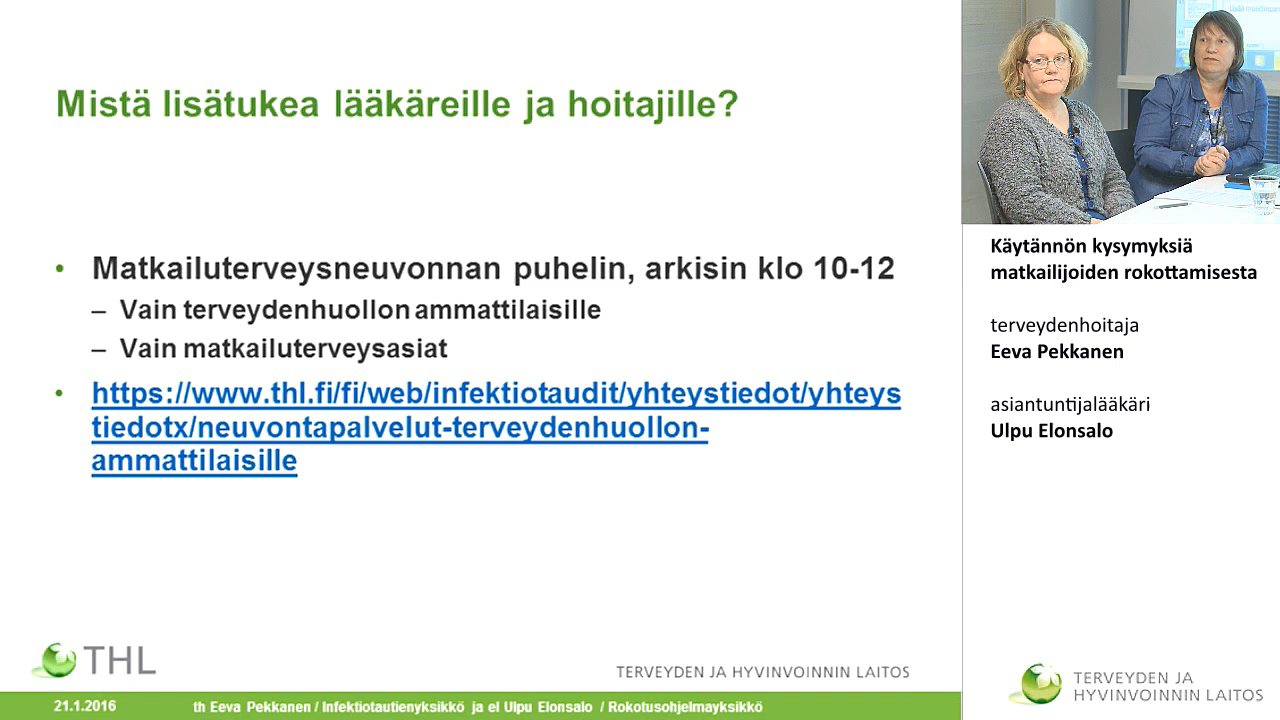 Mistä lisätukea lääkäreille ja hoitajille?
• Matkailuterveysneuvonnan puhelin, arkisin klo 10-12
– Vain terveydenhuollon ammattilaisille
– Vain matkailuterveysasiat
• https://www.thl.fi/fi/web/infektiotaudit/yhteystiedot/yhteys
tiedotx/neuvontapalvelut-terveydenhuollon-
ammattilaisille
THL
TERVEYDEN JA HYVINVOINNIN LAITOS
21.1.2016 th Eeva Pekkanen / Infektiotautienyksikkö ja el Ulpu Elonsalo / Rokotusohjelmayksikkö
Käytännön kysymyksiä
matkailijoiden rokottamisesta
terveydenhoitaja
Eeva Pekkanen
asiantuntijalääkäri
Ulpu Elonsalo
TERVEYDEN JA
HYVINVOINNIN LAITOS